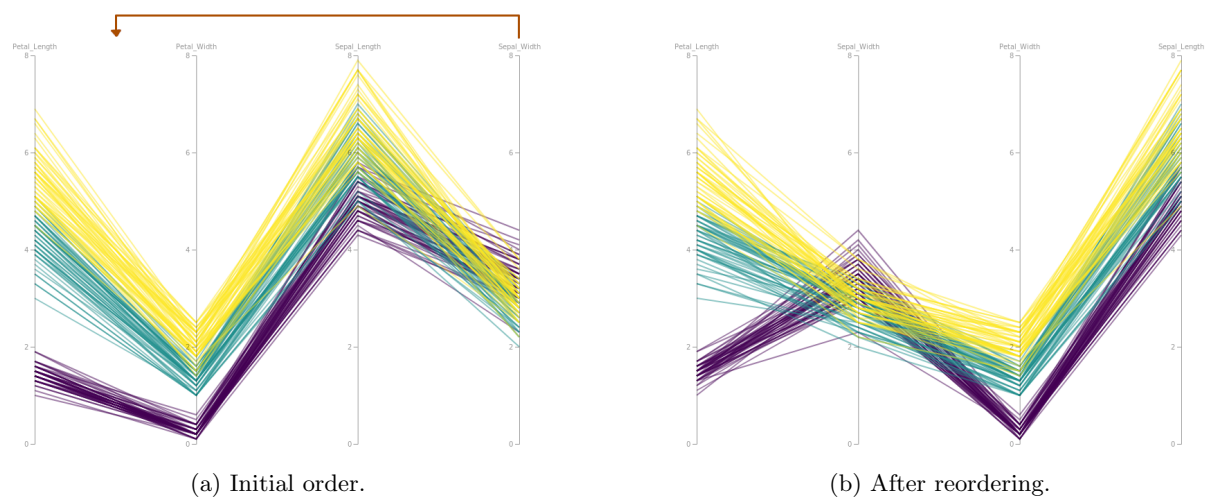 Petal_Length Petal_Width Sepal_Length Sepal_Width
8 8 8 8
6 6 6 6
4 4 4 4
2 2 2 2
0 0 0 0
(a) Initial order.
Petal_Length Sepal_Width Petal_Width Sepal_Length
8 8 8 8
6 6 6 6
4 4 4 4
2 2 2 2
0 0 0 0
(b) After reordering.